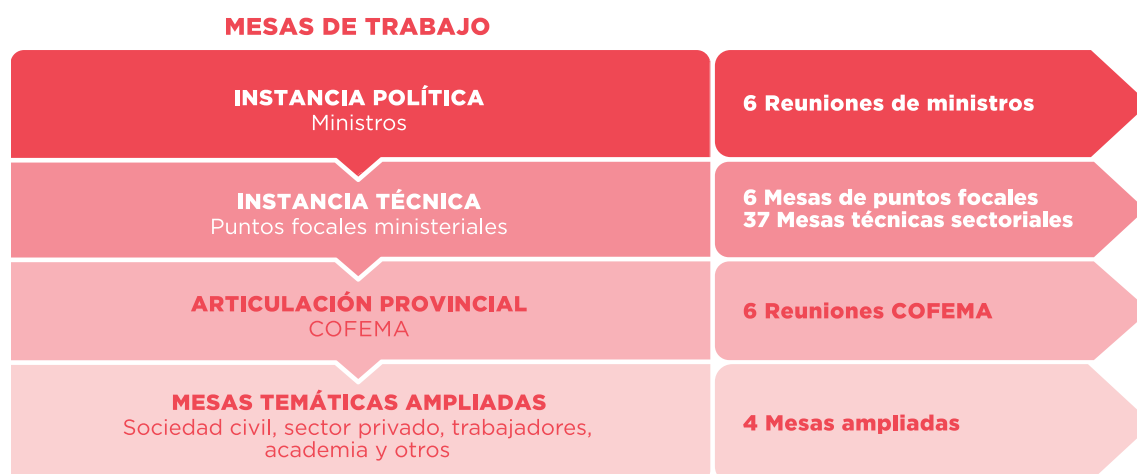 MESAS DE TRABAJO
INSTANCIA POLÍTICA
Ministros
6 Reuniones de ministros
INSTANCIA TÉCNICA
Puntos focales ministeriales
6 Mesas de puntos focales
37 Mesas técnicas sectoriales
ARTICULACIÓN PROVINCIAL
COFEMA
6 Reuniones COFEMA
MESAS TEMÁTICAS AMPLIADAS
Sociedad civil, sector privado, trabajadores,
academia y otros
4 Mesas ampliadas